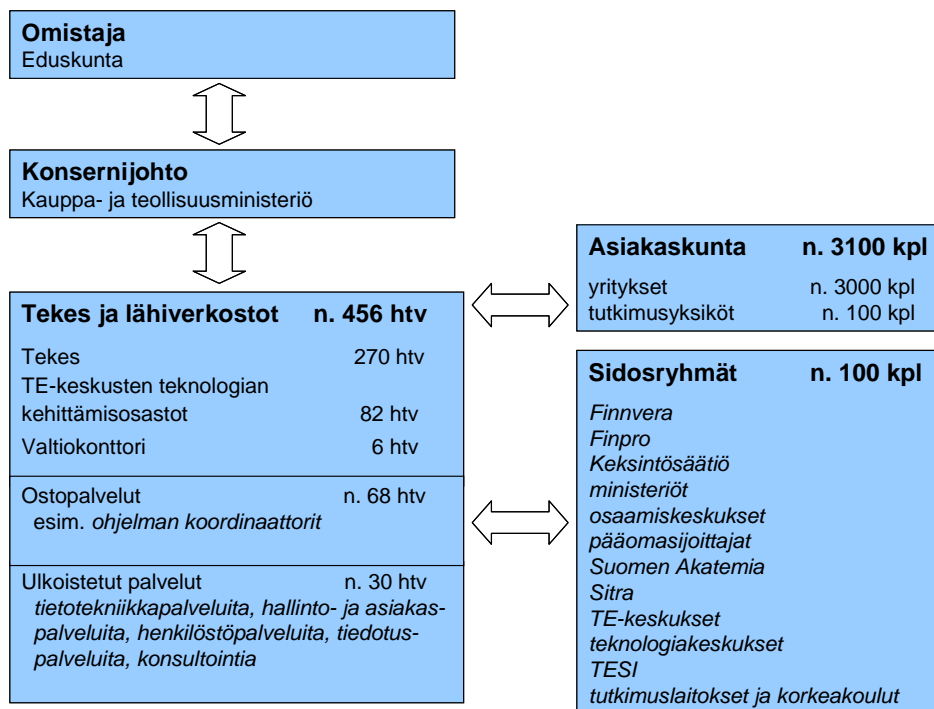 Omistaja
Eduskunta
Konsernijohto
Kauppa- ja teollisuusministeriö
Tekes ja lähiverkostot n. 456 htv
Tekes 270 htv
TE-keskusten teknologian
kehittämisosastot 82 htv
Valtiokonttori 6 htv
Ostopalvelut n. 68 htv
esim. ohjelman koordinaattorit
Ulkoistetut palvelut n. 30 htv
tietotekniikkapalveluita, hallinto- ja asiakas-
palveluita, henkilöstöpalveluita, tiedotus-
palveluita, konsultointia
Asiakaskunta n. 3100 kpl
yritykset n. 3000 kpl
tutkimusyksiköt n. 100 kpl
Sidosryhmät n. 100 kpl
Finnvera
Finpro
Keksintösäätiö
ministeriöt
osaamiskeskukset
pääomasijoittajat
Suomen Akatemia
Sitra
TE-keskukset
teknologiakeskukset
TESI
tutkimuslaitokset ja korkeakoulut